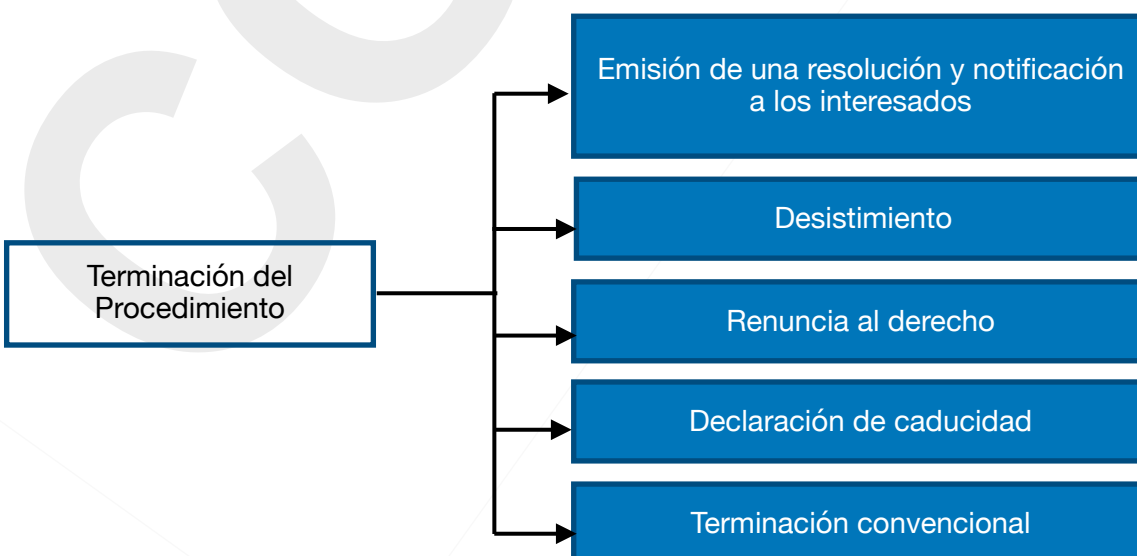 Emisión de una resolución y notificación
a los interesados
Desistimiento
Terminación del
Procedimiento
Renuncia al derecho
Declaración de caducidad
Terminación convencional